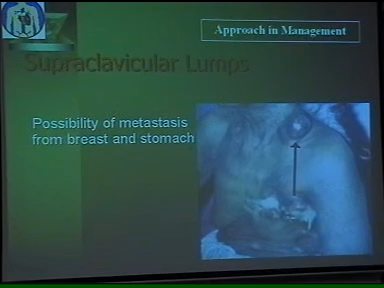 Approach in Management
Supraclavicular Lumps
Possibility of metastasis
from breast and stomach